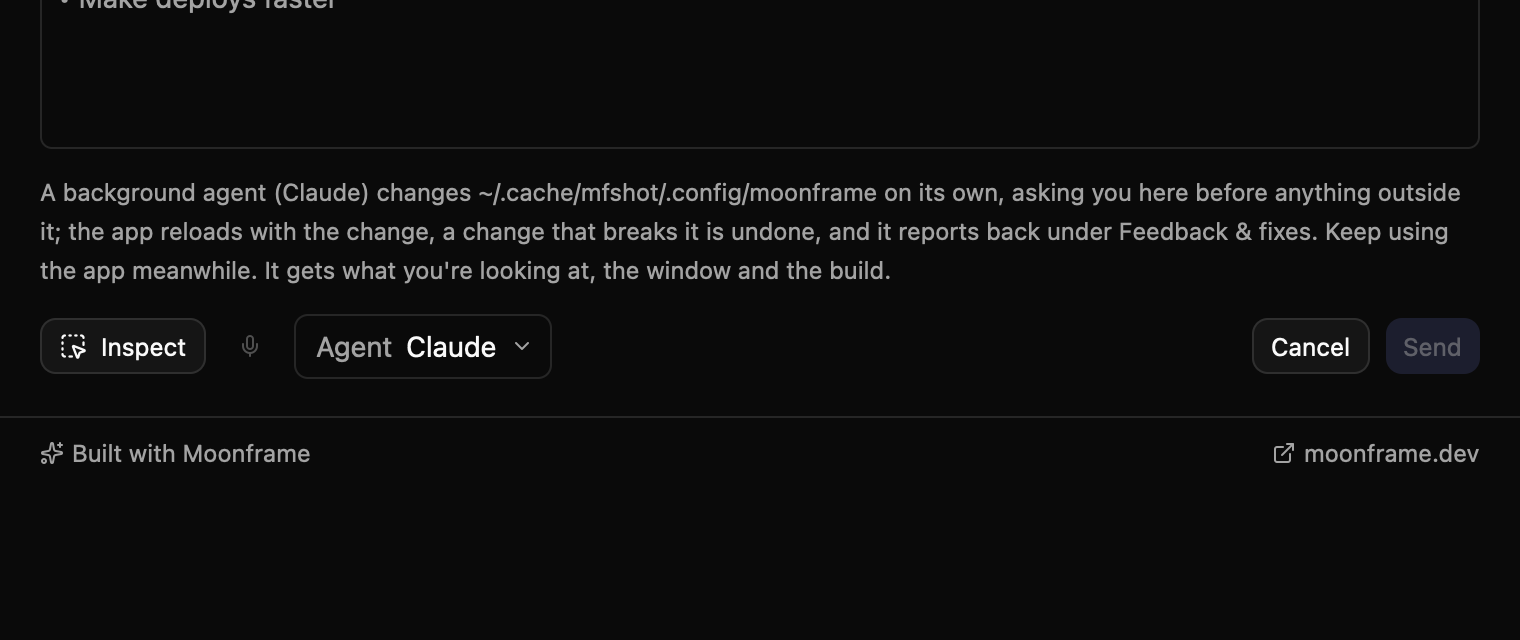 • Make deploys faster
A background agent (Claude) changes ~/.cache/mfshot/.config/moonframe on its own, asking you here before anything outside
it; the app reloads with the change, a change that breaks it is undone, and it reports back under Feedback & fixes. Keep using
the app meanwhile. It gets what you're looking at, the window and the build.
Inspect Agent Claude Cancel Send
Built with Moonframe moonframe.dev